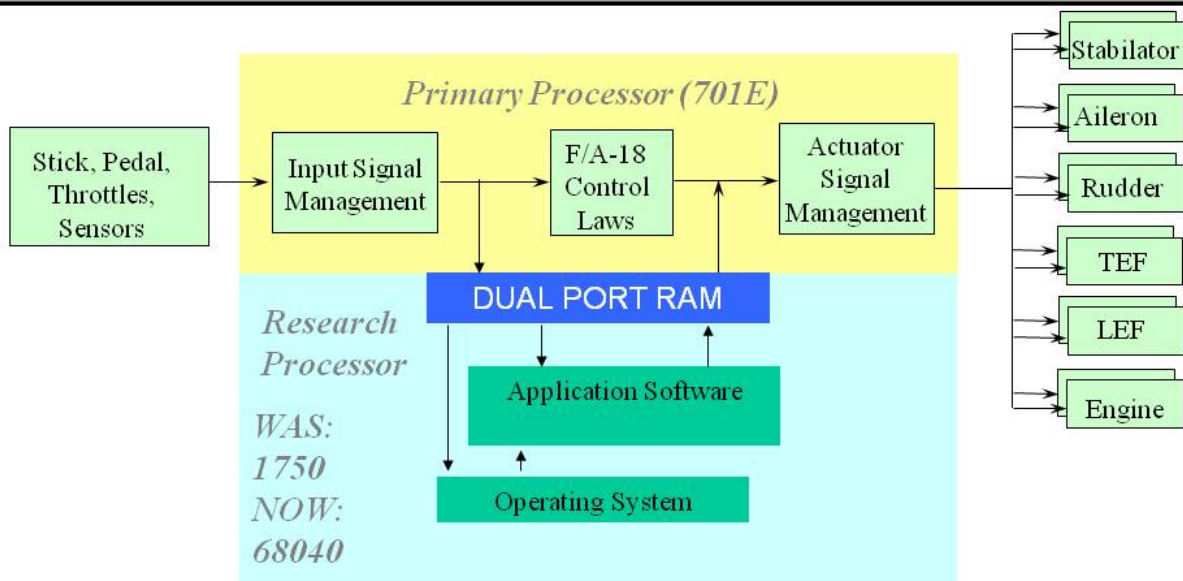 Primary Processor (701E)
Stick, Pedal,
Throttles,
Sensors
Input Signal
Management
F/A-18
Control
Laws
Actuator
Signal
Management
Stabilator
Aileron
Rudder
TEF
LEF
Engine
DUAL PORT RAM
Research
Processor
WAS:
1750
NOW:
68040
Application Software
Operating System